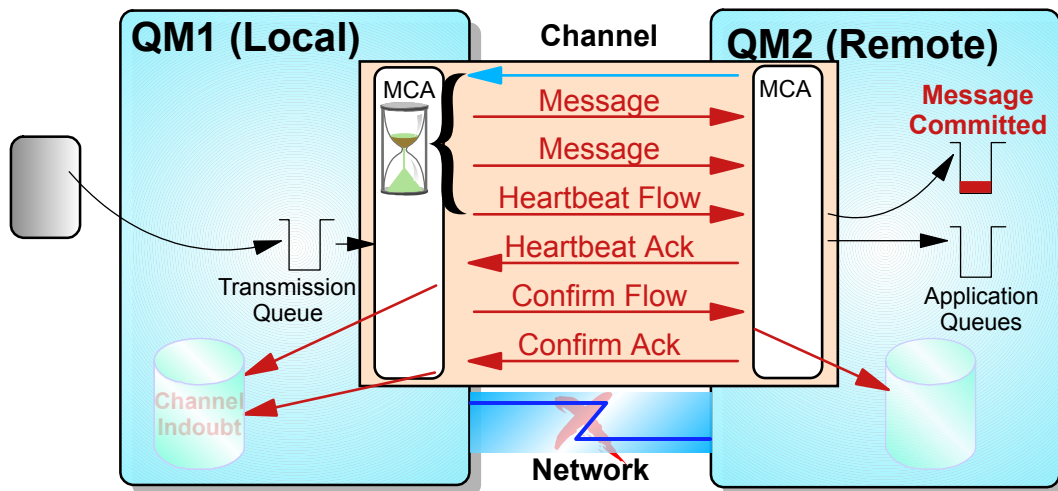 QM1 (Local)
Channel
QM2 (Remote)
MCA
MCA
Message
Message
Heartbeat Flow
Heartbeat Ack
Confirm Flow
Confirm Ack
Message
Committed
Transmission
Queue
Application
Queues
Channel
Indoubt
Network